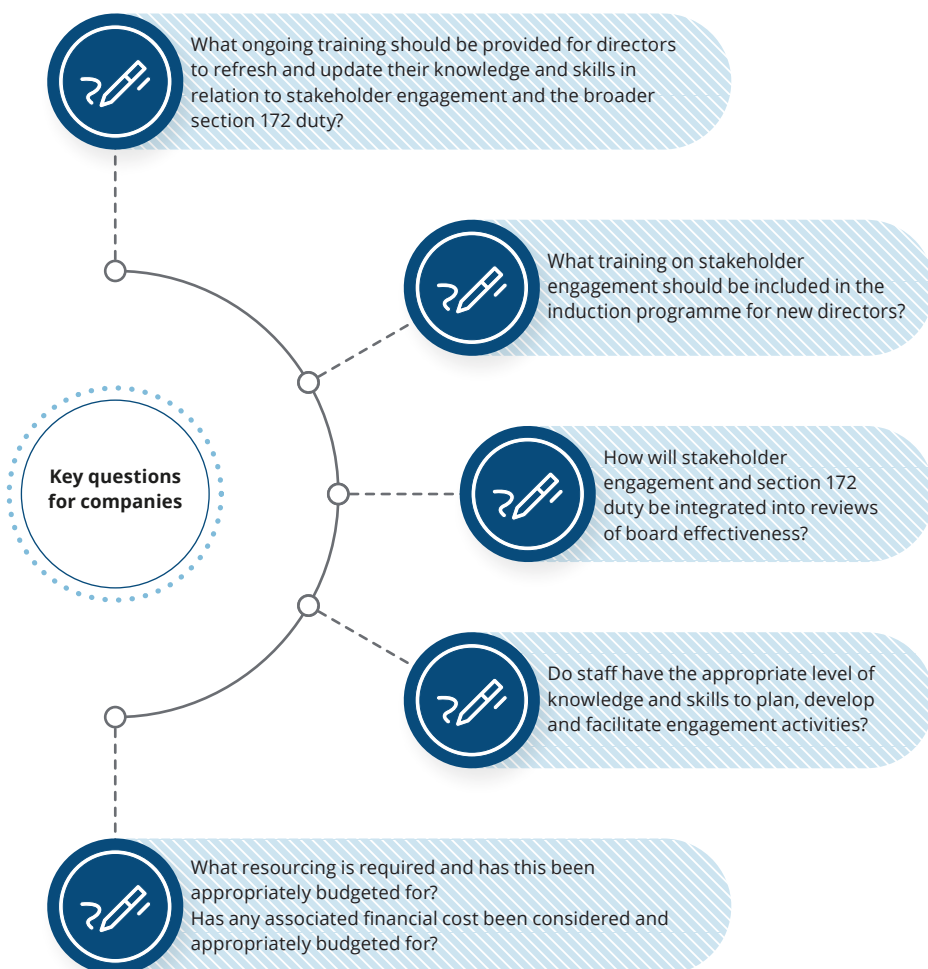 What ongoing training should be provided for directors
to refresh and update their knowledge and skills in
relation to stakeholder engagement and the broader
section 172 duty?
What training on stakeholder
engagement should be included in the
induction programme for new directors?
Key questions
for companies
How will stakeholder
engagement and section 172
duty be integrated into reviews
of board effectiveness?
Do staff have the appropriate level of
knowledge and skills to plan, develop
and facilitate engagement activities?
What resourcing is required and has this been
appropriately budgeted for?
Has any associated financial cost been considered and
appropriately budgeted for?